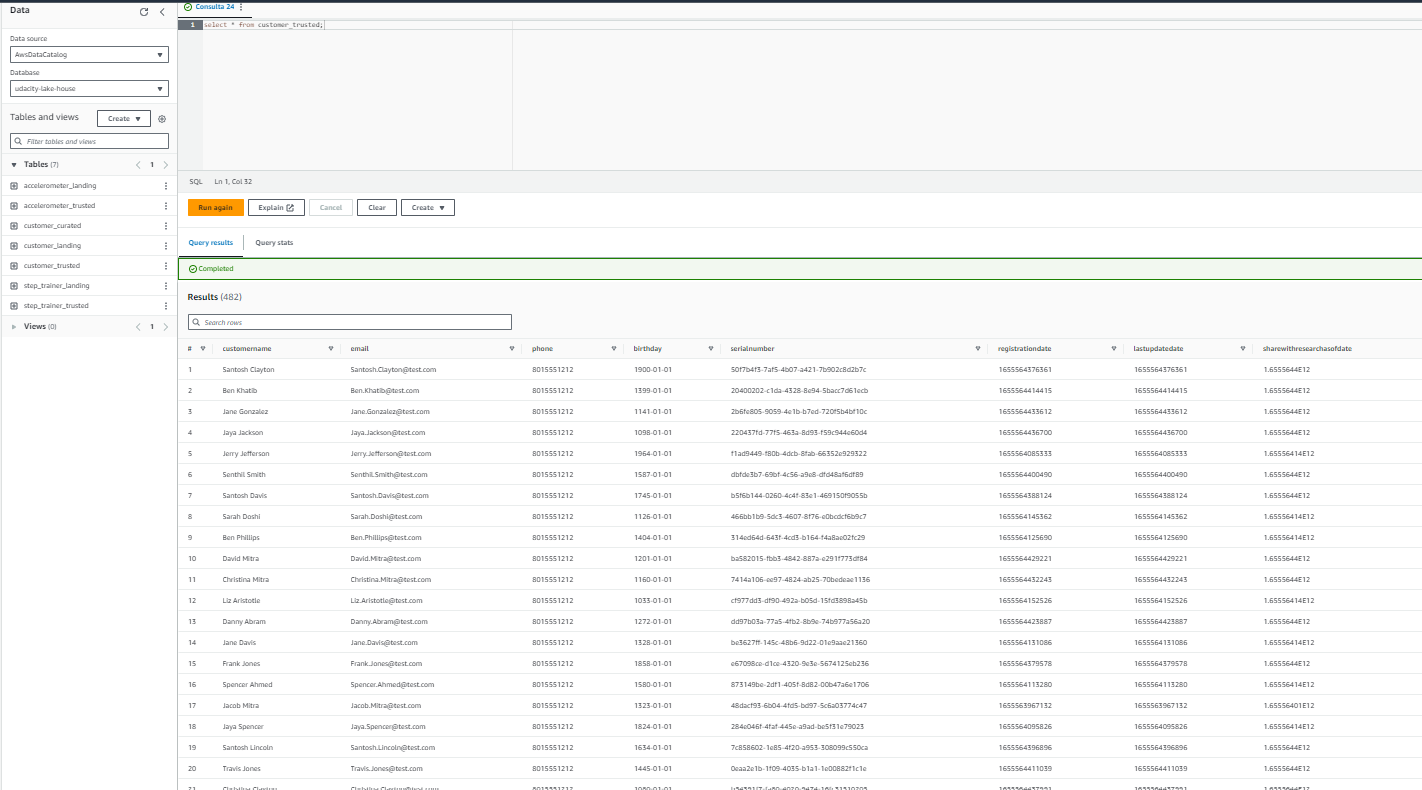 Data
Consulta 24
1 select * from customer_trusted;
Data source
AwsDataCatalog
Database
udacity-lake-house
Tables and views Create
Filter tables and views
Tables (7) 1
accelerometer_landing
accelerometer_trusted
customer_curated
customer_landing
customer_trusted
step_trainer_landing
step_trainer_trusted
Views (0) 1
SQL Ln 1, Col 32
Run again Explain Cancel Clear Create
Query results Query stats
Completed
Results (482)
Search rows
# customername email phone birthday serialnumber registrationdate lastupdatedate sharewithresearchasofdate
1 Santosh Clayton Santosh.Clayton@test.com 8015551212 1900-01-01 50f7b4f3-7af5-4b07-a421-7b902c8d2b7c 1655564376361 1655564376361 1.6555644E12
2 Ben Khatib Ben.Khatib@test.com 8015551212 1399-01-01 20400202-c1da-4328-8e94-5bacc7d61ecb 1655564414415 1655564414415 1.6555644E12
3 Jane Gonzalez Jane.Gonzalez@test.com 8015551212 1141-01-01 2b6fe805-9059-4e1b-b7ed-720f5b4bf10c 1655564433612 1655564433612 1.6555644E12
4 Jaya Jackson Jaya.Jackson@test.com 8015551212 1098-01-01 220437fd-77f5-463a-8d93-f59c944e60d4 1655564436700 1655564436700 1.6555644E12
5 Jerry Jefferson Jerry.Jefferson@test.com 8015551212 1964-01-01 f1ad9449-f80b-4dcb-8fab-66352e929322 1655564085333 1655564085333 1.65556414E12
6 Senthil Smith Senthil.Smith@test.com 8015551212 1587-01-01 dbfde3b7-69bf-4c56-a9e8-dfd48af6df89 1655564400490 1655564400490 1.6555644E12
7 Santosh Davis Santosh.Davis@test.com 8015551212 1745-01-01 b5f6b144-0260-4c4f-83e1-469150f9055b 1655564388124 1655564388124 1.6555644E12
8 Sarah Doshi Sarah.Doshi@test.com 8015551212 1126-01-01 466bb1b9-5dc3-4607-8f76-e0bcdcf6b9c7 1655564145362 1655564145362 1.65556414E12
9 Ben Phillips Ben.Phillips@test.com 8015551212 1404-01-01 314ed64d-643f-4cd3-b164-f4a8ae02fc29 1655564125690 1655564125690 1.65556414E12
10 David Mitra David.Mitra@test.com 8015551212 1201-01-01 ba582015-fbb3-4842-887a-e291f773df84 1655564429221 1655564429221 1.6555644E12
11 Christina Mitra Christina.Mitra@test.com 8015551212 1160-01-01 7414a106-ee97-4824-ab25-70bedeae1136 1655564432243 1655564432243 1.6555644E12
12 Liz Aristotle Liz.Aristotle@test.com 8015551212 1033-01-01 cf977dd3-df90-492a-b05d-15fd3898a45b 1655564152526 1655564152526 1.65556414E12
13 Danny Abram Danny.Abram@test.com 8015551212 1272-01-01 dd97b03a-77a5-4fb2-8b9e-74b977a56a20 1655564423887 1655564423887 1.6555644E12
14 Jane Davis Jane.Davis@test.com 8015551212 1328-01-01 be3627ff-145c-48b6-9d22-01e9aae21360 1655564131086 1655564131086 1.65556414E12
15 Frank Jones Frank.Jones@test.com 8015551212 1858-01-01 e67098ce-d1ce-4320-9e3e-5674125eb236 1655564379578 1655564379578 1.6555644E12
16 Spencer Ahmed Spencer.Ahmed@test.com 8015551212 1580-01-01 873149be-2df1-405f-8d82-00b47a6e1706 1655564113280 1655564113280 1.65556414E12
17 Jacob Mitra Jacob.Mitra@test.com 8015551212 1323-01-01 48dacf93-6b04-4fd5-bd97-5c6a03774c47 1655563967132 1655563967132 1.65556401E12
18 Jaya Spencer Jaya.Spencer@test.com 8015551212 1824-01-01 284e046f-4faf-445e-a9ad-be5f31e79023 1655564095826 1655564095826 1.65556414E12
19 Santosh Lincoln Santosh.Lincoln@test.com 8015551212 1634-01-01 7c858602-1e85-4f20-a953-308099c550ca 1655564396896 1655564396896 1.6555644E12
20 Travis Jones Travis.Jones@test.com 8015551212 1445-01-01 0eaa2e1b-1f09-4035-b1a1-1e00882f1c1e 1655564411039 1655564411039 1.6555644E12